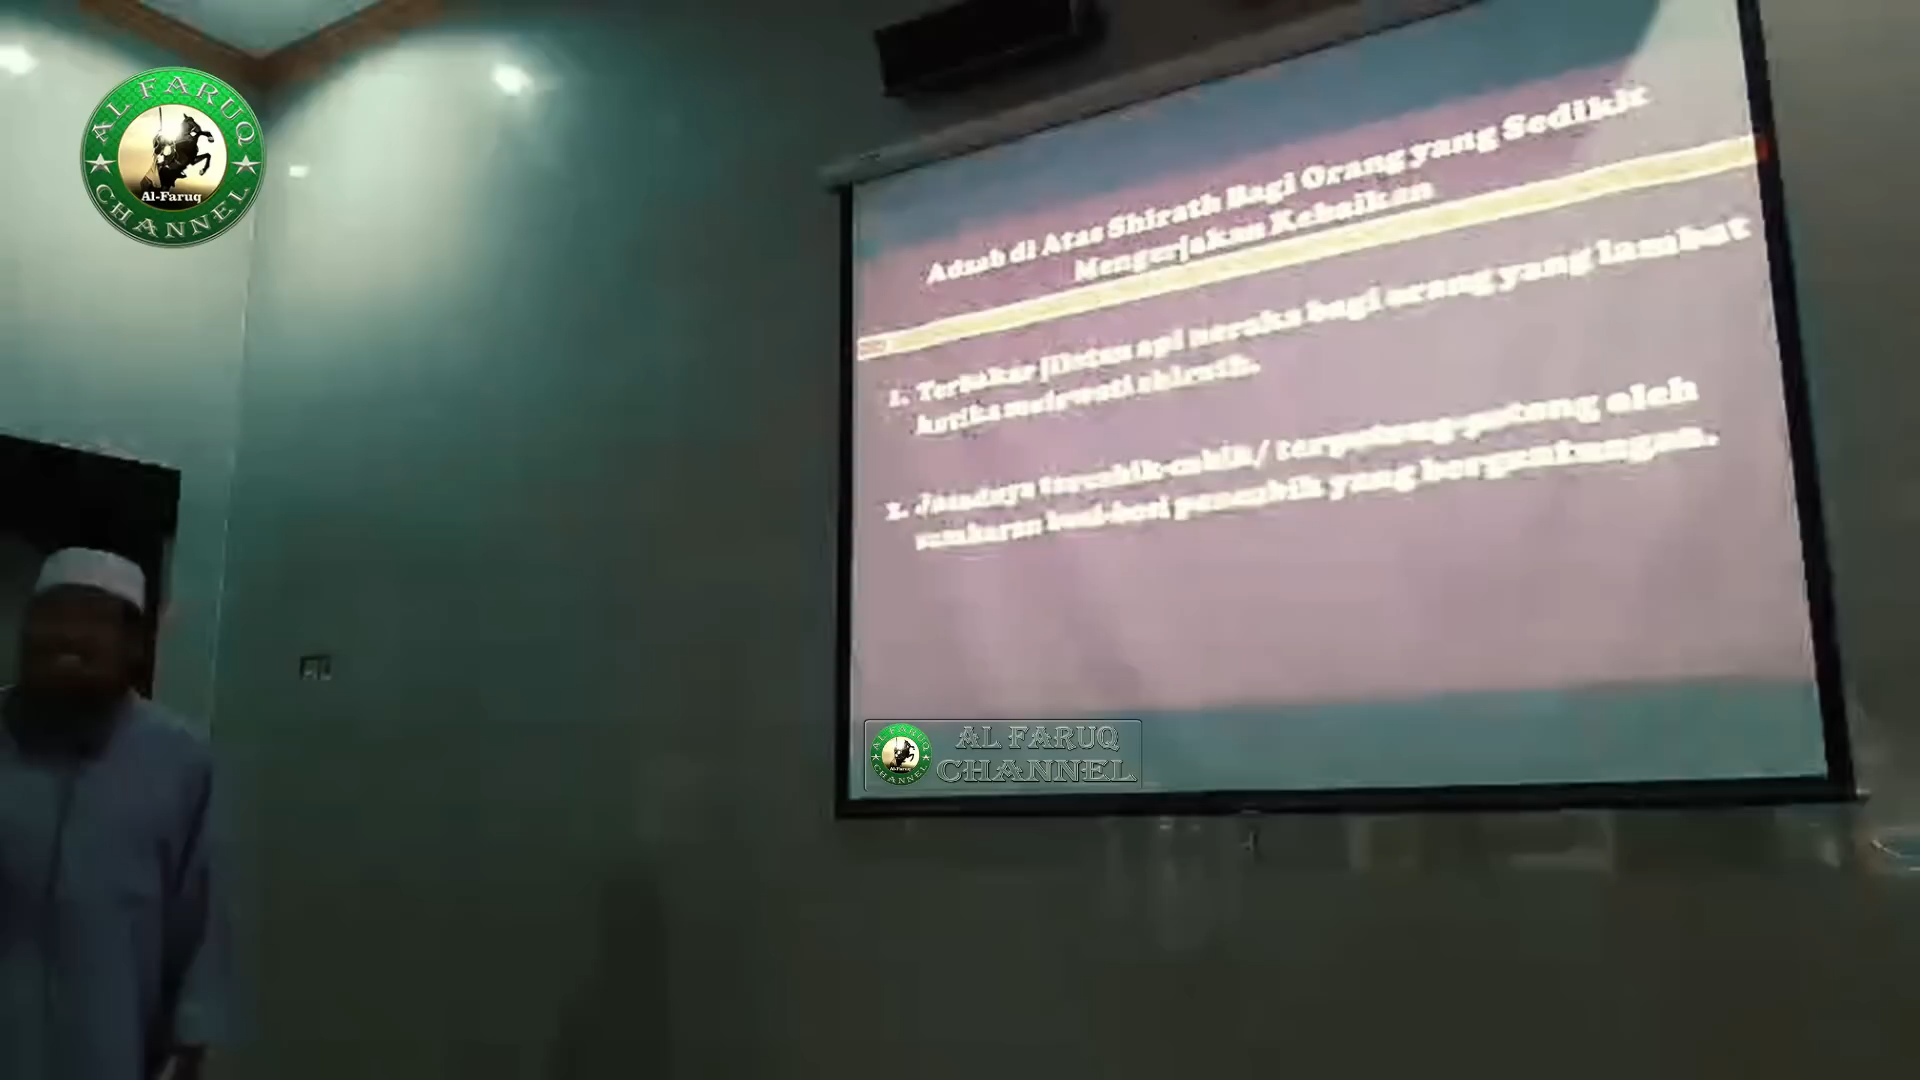 AL FARUQ
Al-Faruq
CHANNEL
Adzab di Atas Shirath Bagi Orang yang Sedikit
Mengerjakan Kebaikan
1. Terbakar jilatan api neraka bagi orang yang lambat
ketika melewati shirath.
2. Jasadnya tercabik-cabik/ terpotong-potong oleh
sambaran besi-besi pencabik yang bergantungan.
AL FARUQ
CHANNEL